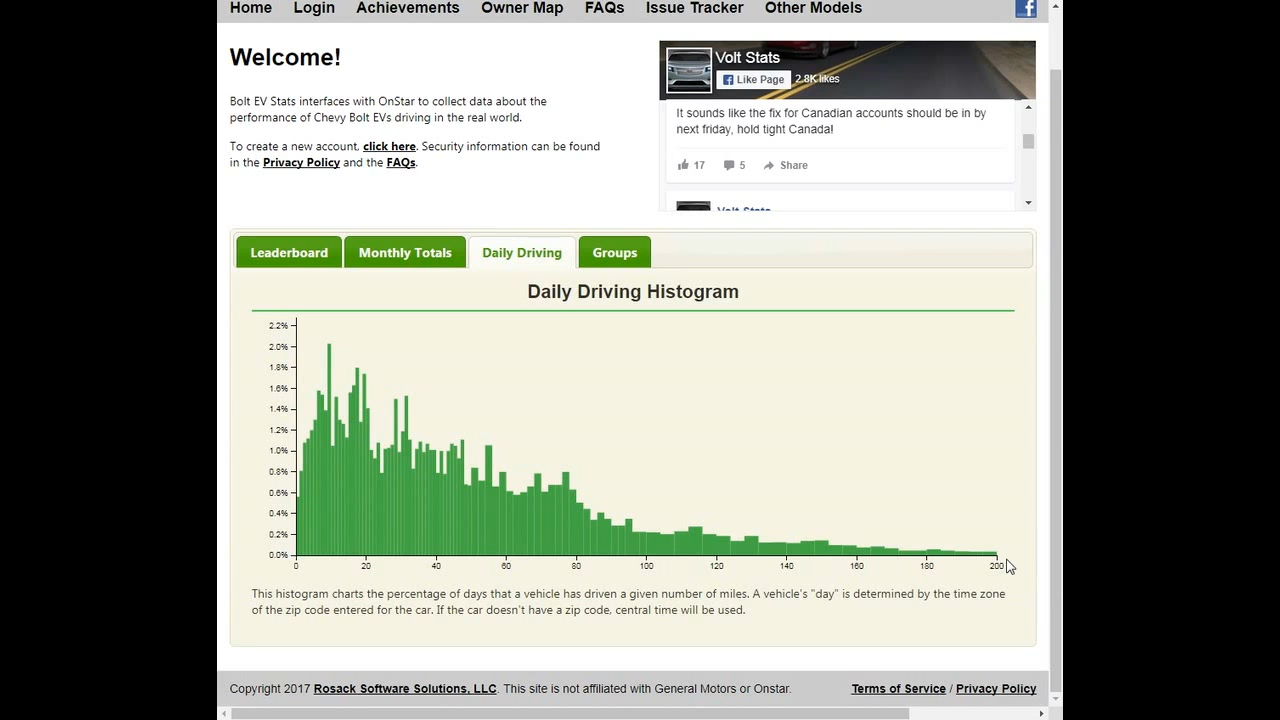 Home Login Achievements Owner Map FAQs Issue Tracker Other Models
Welcome!
Bolt EV Stats interfaces with OnStar to collect data about the
performance of Chevy Bolt EVs driving in the real world.
To create a new account, click here. Security information can be found
in the Privacy Policy and the FAQs.
Volt Stats
Like Page 2.8K likes
It sounds like the fix for Canadian accounts should be in by
next friday, hold tight Canada!
17 5 Share
Volt Stats
Leaderboard Monthly Totals Daily Driving Groups
Daily Driving Histogram
2.2%
2.0%
1.8%
1.6%
1.4%
1.2%
1.0%
0.8%
0.6%
0.4%
0.2%
0.0%
0 20 40 60 80 100 120 140 160 180 200
This histogram charts the percentage of days that a vehicle has driven a given number of miles. A vehicle's "day" is determined by the time zone
of the zip code entered for the car. If the car doesn't have a zip code, central time will be used.
Copyright 2017 Rosack Software Solutions, LLC. This site is not affiliated with General Motors or Onstar.
Terms of Service / Privacy Policy